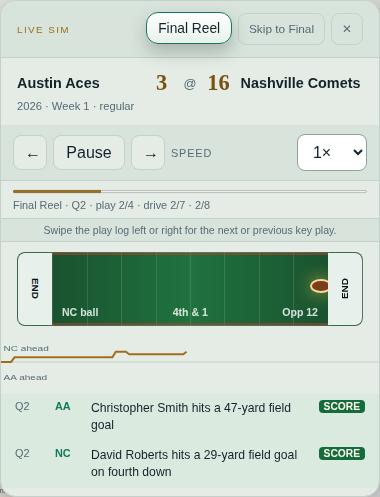 LIVE SIM
Final Reel
Skip to Final
×
Austin Aces 3 @ 16 Nashville Comets
2026 · Week 1 · regular
← Pause → SPEED 1×
Final Reel · Q2 · play 2/4 · drive 2/7 · 2/8
Swipe the play log left or right for the next or previous key play.
END
END
NC ball 4th & 1 Opp 12
NC ahead
AA ahead
Q2 AA Christopher Smith hits a 47-yard field SCORE
goal
Q2 NC David Roberts hits a 29-yard field goal SCORE
on fourth down